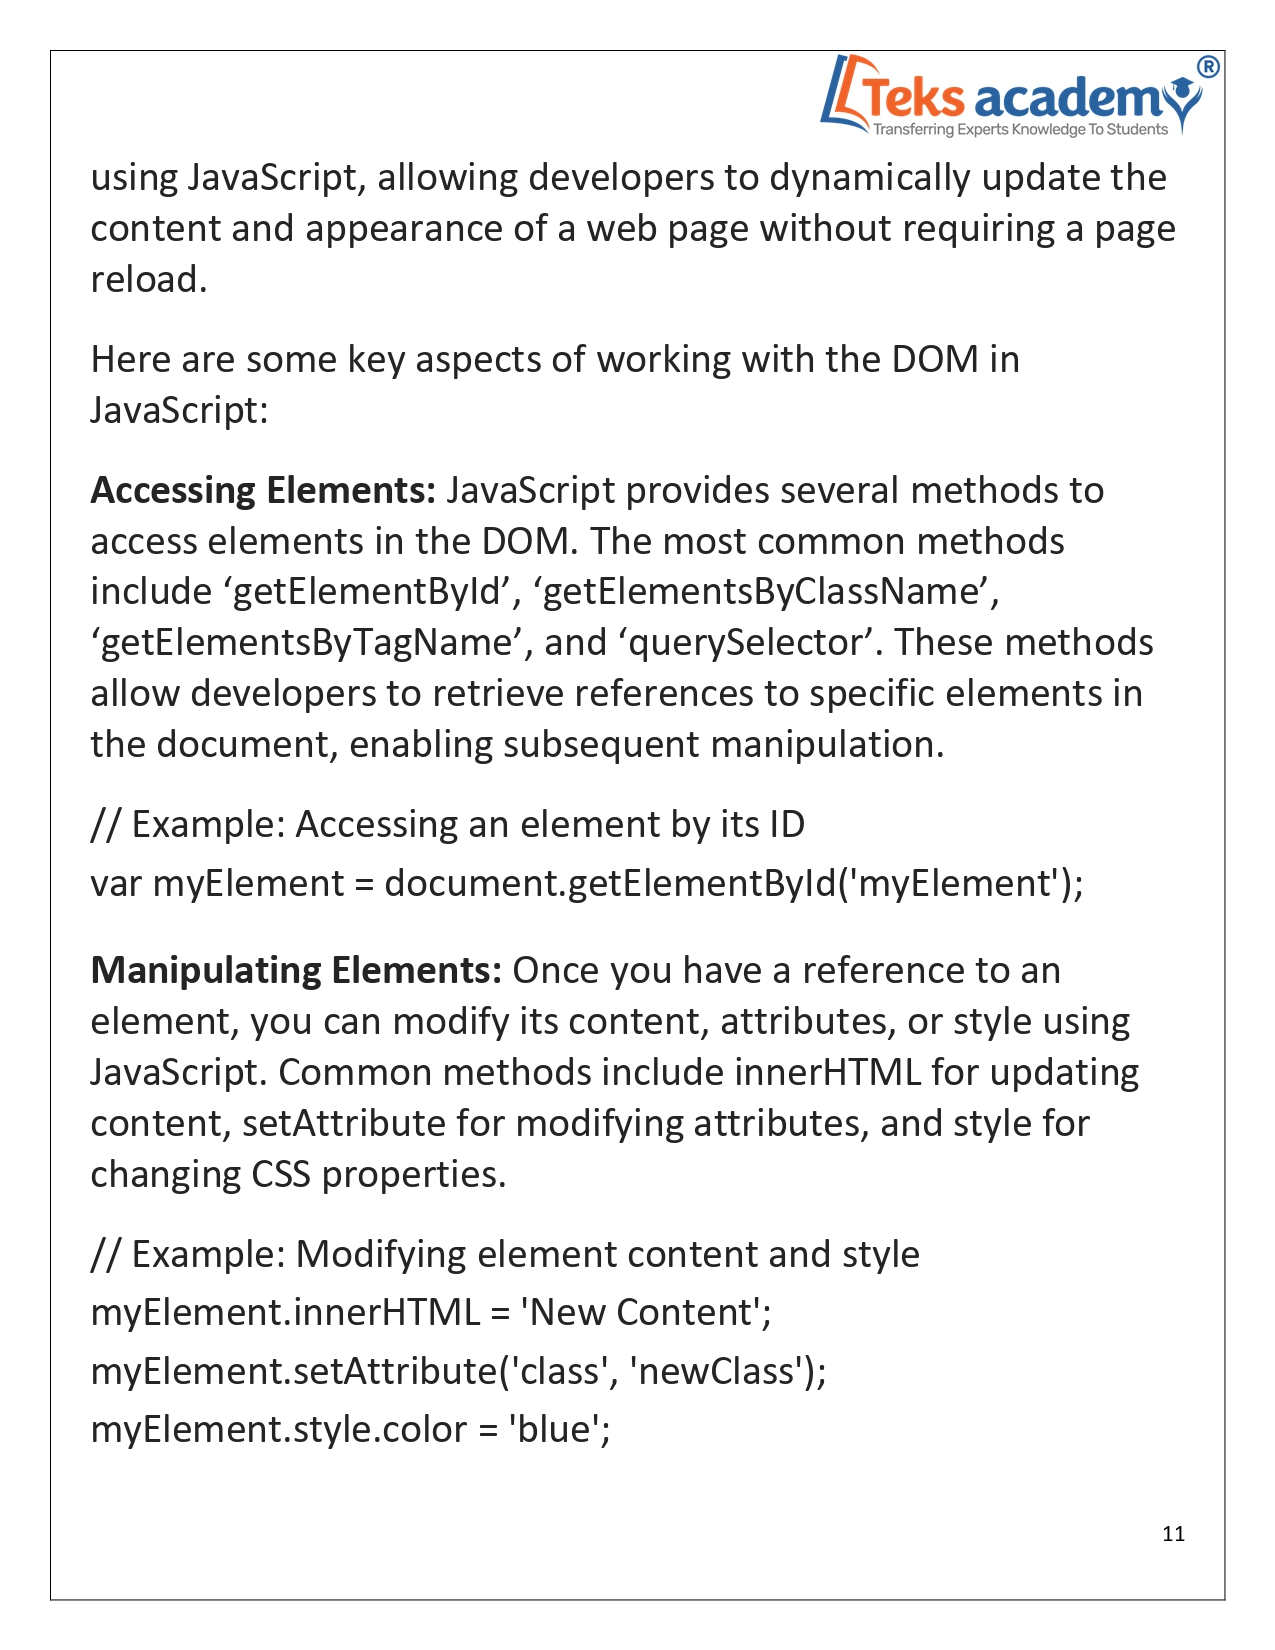 Teks academy®
Transferring Experts Knowledge To Students
using JavaScript, allowing developers to dynamically update the
content and appearance of a web page without requiring a page
reload.
Here are some key aspects of working with the DOM in
JavaScript:
Accessing Elements: JavaScript provides several methods to
access elements in the DOM. The most common methods
include ‘getElementById’, ‘getElementsByClassName’,
‘getElementsByTagName’, and ‘querySelector’. These methods
allow developers to retrieve references to specific elements in
the document, enabling subsequent manipulation.
// Example: Accessing an element by its ID
var myElement = document.getElementById('myElement');
Manipulating Elements: Once you have a reference to an
element, you can modify its content, attributes, or style using
JavaScript. Common methods include innerHTML for updating
content, setAttribute for modifying attributes, and style for
changing CSS properties.
// Example: Modifying element content and style
myElement.innerHTML = 'New Content';
myElement.setAttribute('class', 'newClass');
myElement.style.color = 'blue';
11